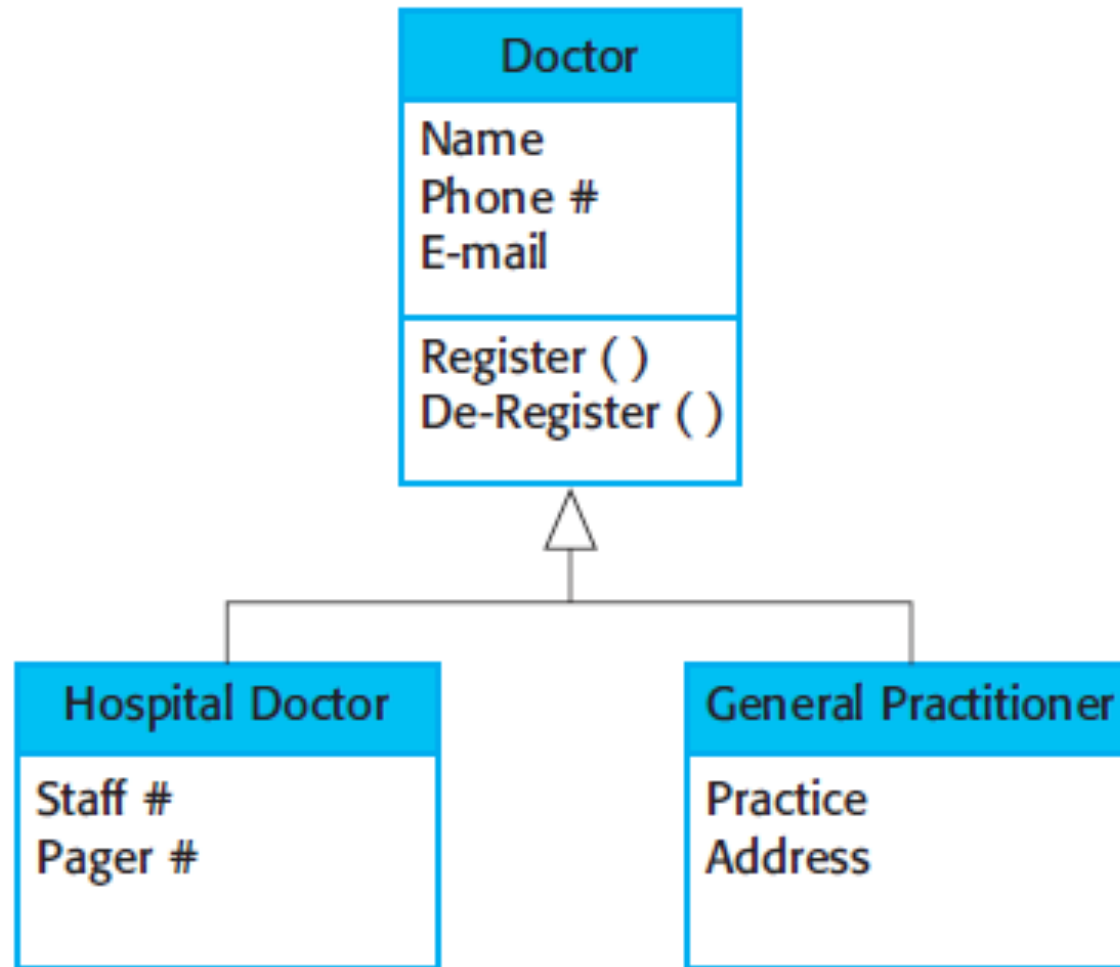 Doctor
Name
Phone #
E-mail
Register ( )
De-Register ( )
Hospital Doctor
Staff #
Pager #
General Practitioner
Practice
Address